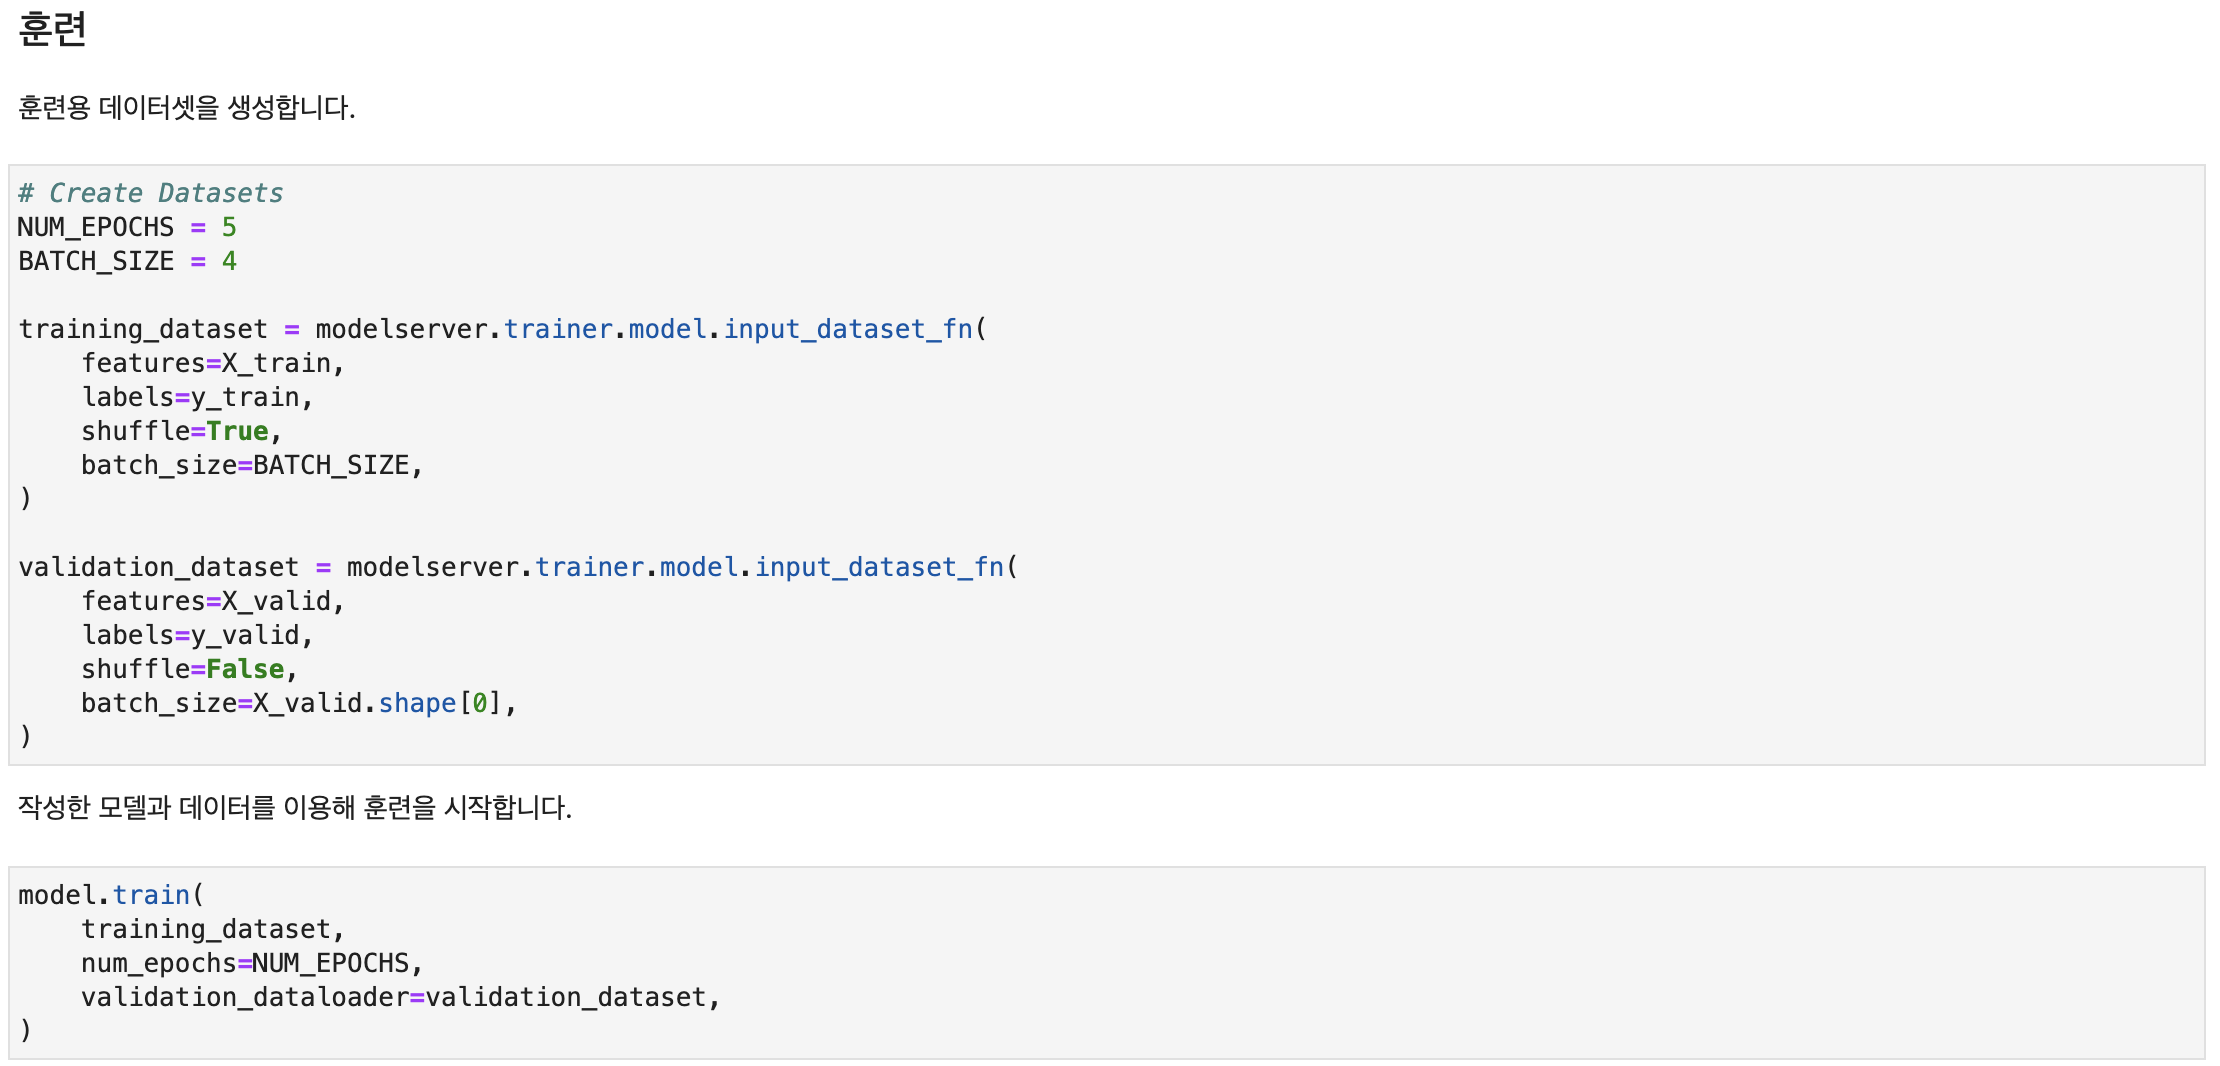 훈련
훈련용 데이터셋을 생성합니다.
# Create Datasets
NUM_EPOCHS = 5
BATCH_SIZE = 4
training_dataset = modelserver.trainer.model.input_dataset_fn(
    features=X_train,
    labels=y_train,
    shuffle=True,
    batch_size=BATCH_SIZE,
)
validation_dataset = modelserver.trainer.model.input_dataset_fn(
    features=X_valid,
    labels=y_valid,
    shuffle=False,
    batch_size=X_valid.shape[0],
)
작성한 모델과 데이터를 이용해 훈련을 시작합니다.
model.train(
    training_dataset,
    num_epochs=NUM_EPOCHS,
    validation_dataloader=validation_dataset,
)